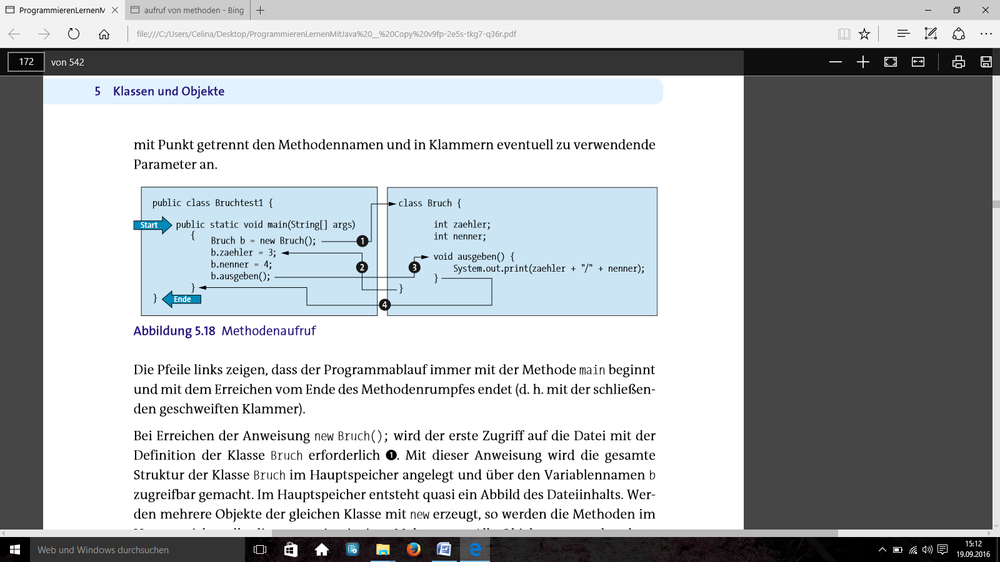 ProgrammierenLernenM
aufruf von methoden - Bing
file:///C:/Users/Celina/Desktop/ProgrammierenLernenMitJava%20__%20Copy%20v9fp-2e5s-tkg7-q36r.pdf
172 von 542
5 Klassen und Objekte
mit Punkt getrennt den Methodennamen und in Klammern eventuell zu verwendende
Parameter an.
public class Bruchtest1 {
Start public static void main(String[] args)
{
Bruch b = new Bruch(); 1
b.zaehler = 3;
b.nenner = 4; 2
b.ausgeben();
}
} Ende
class Bruch {
int zaehler;
int nenner;
3 void ausgeben() {
System.out.print(zaehler + "/" + nenner);
}
}
4
Abbildung 5.18 Methodenaufruf
Die Pfeile links zeigen, dass der Programmablauf immer mit der Methode main beginnt
und mit dem Erreichen vom Ende des Methodenrumpfes endet (d. h. mit der schließen-
den geschweiften Klammer).
Bei Erreichen der Anweisung new Bruch(); wird der erste Zugriff auf die Datei mit der
Definition der Klasse Bruch erforderlich 1. Mit dieser Anweisung wird die gesamte
Struktur der Klasse Bruch im Hauptspeicher angelegt und über den Variablennamen b
zugreifbar gemacht. Im Hauptspeicher entsteht quasi ein Abbild des Dateiinhalts. Wer-
den mehrere Objekte der gleichen Klasse mit new erzeugt, so werden die Methoden im
Web und Windows durchsuchen
15:12
19.09.2016